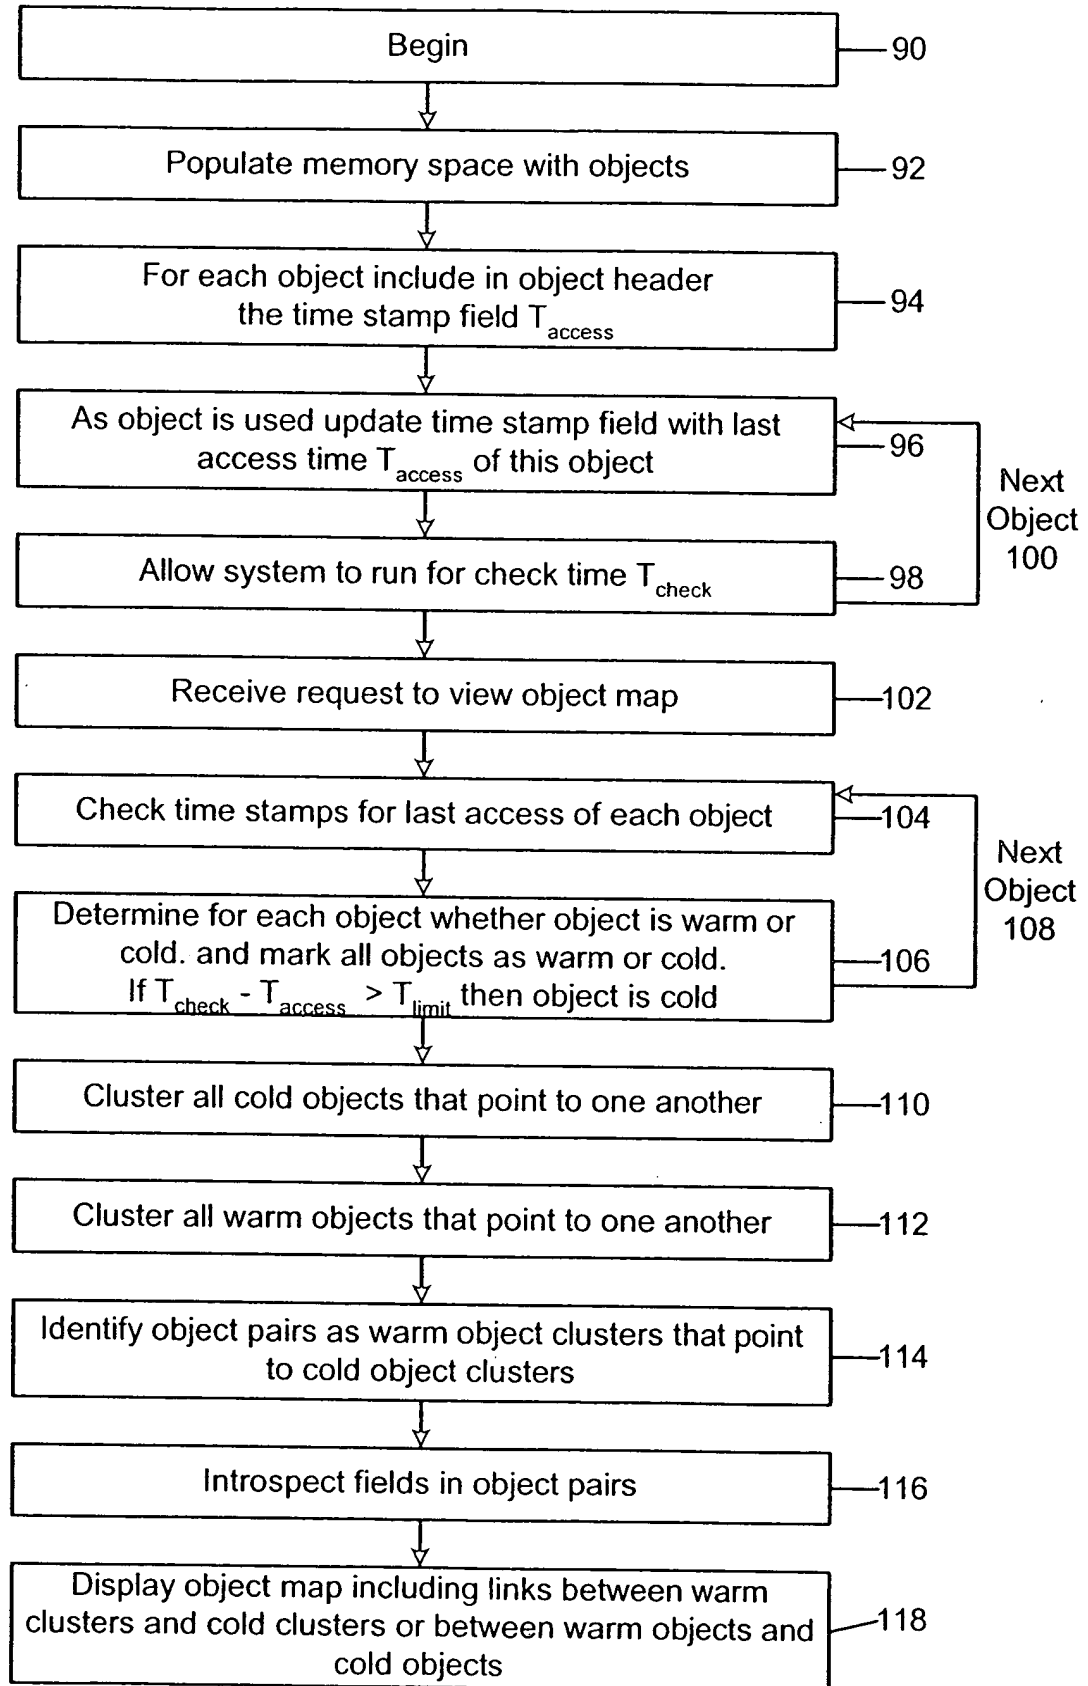 Begin
90
Populate memory space with objects
92
For each object include in object header
the time stamp field T_access
94
As object is used update time stamp field with last
access time T_access of this object
96
Next
Object
100
Allow system to run for check time T_check
98
Receive request to view object map
102
Check time stamps for last access of each object
104
Next
Object
108
Determine for each object whether object is warm or
cold. and mark all objects as warm or cold.
If T_check - T_access > T_limit then object is cold
106
Cluster all cold objects that point to one another
110
Cluster all warm objects that point to one another
112
Identify object pairs as warm object clusters that point
to cold object clusters
114
Introspect fields in object pairs
116
Display object map including links between warm
clusters and cold clusters or between warm objects and
cold objects
118